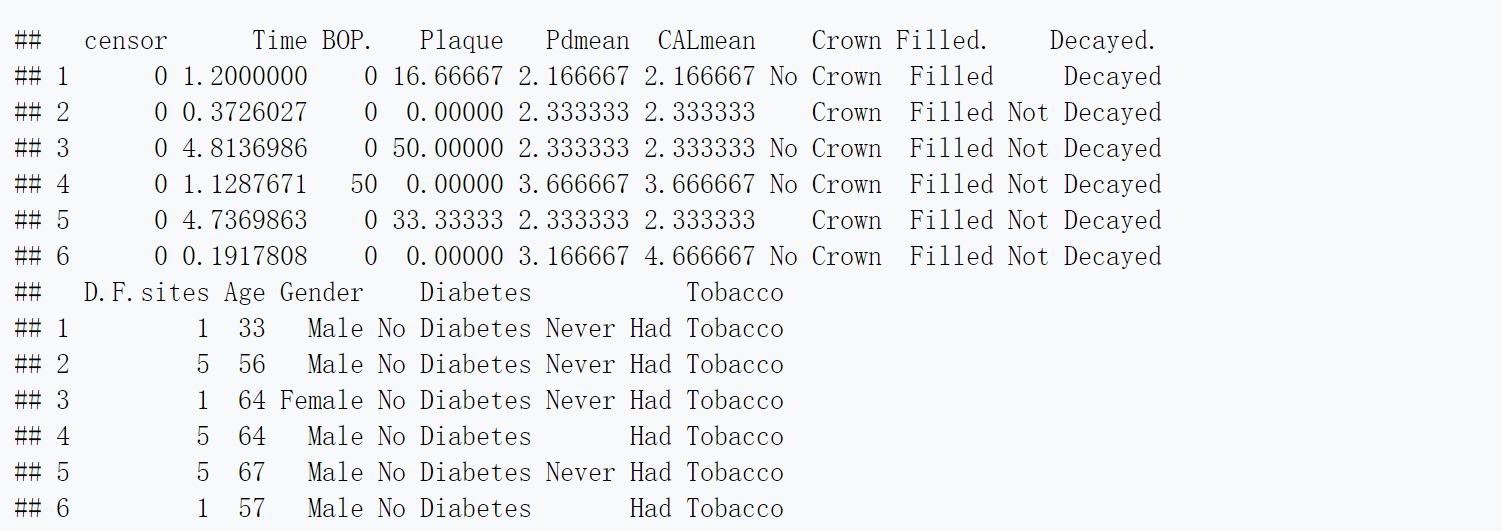 ##   censor      Time BOP.   Plaque   Pdmean  CALmean    Crown Filled.    Decayed.
## 1      0 1.2000000    0 16.66667 2.166667 2.166667 No Crown  Filled     Decayed
## 2      0 0.3726027    0  0.00000 2.333333 2.333333    Crown  Filled Not Decayed
## 3      0 4.8136986    0 50.00000 2.333333 2.333333 No Crown  Filled Not Decayed
## 4      0 1.1287671   50  0.00000 3.666667 3.666667 No Crown  Filled Not Decayed
## 5      0 4.7369863    0 33.33333 2.333333 2.333333    Crown  Filled Not Decayed
## 6      0 0.1917808    0  0.00000 3.166667 4.666667 No Crown  Filled Not Decayed
##   D.F.sites Age Gender    Diabetes           Tobacco
## 1         1  33   Male No Diabetes Never Had Tobacco
## 2         5  56   Male No Diabetes Never Had Tobacco
## 3         1  64 Female No Diabetes Never Had Tobacco
## 4         5  64   Male No Diabetes       Had Tobacco
## 5         5  67   Male No Diabetes Never Had Tobacco
## 6         1  57   Male No Diabetes       Had Tobacco